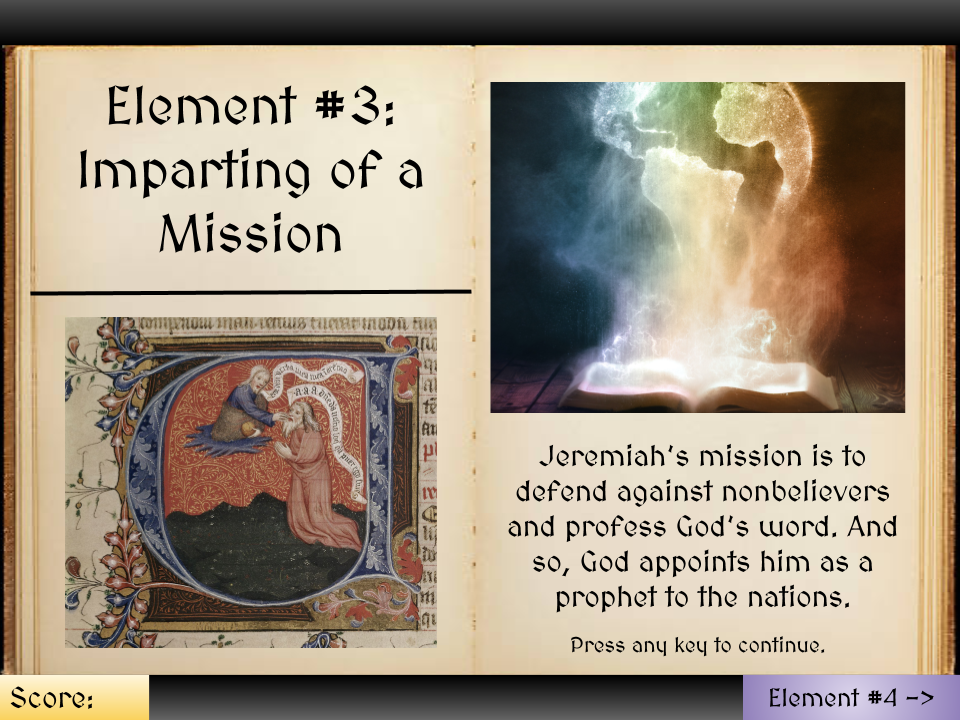 Element #3:
Imparting of a
Mission
Jeremiah's mission is to
defend against nonbelievers
and profess God's word. And
so, God appoints him as a
prophet to the nations.
Press any key to continue.
Score:
Element #4 ->